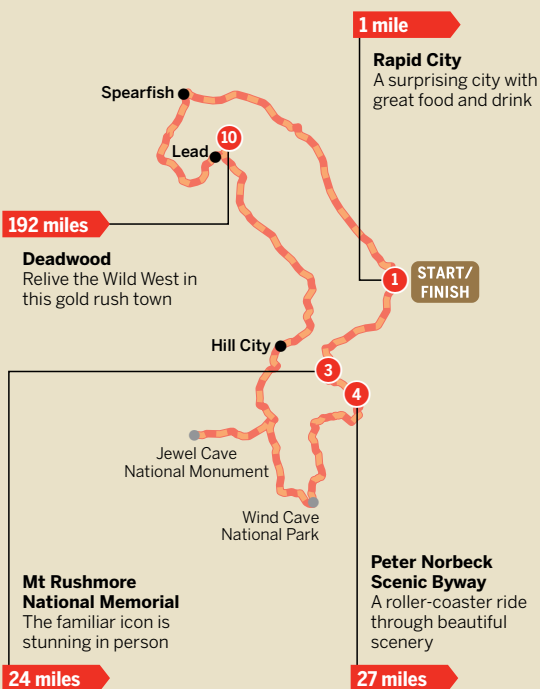 1 mile
Rapid City
A surprising city with
great food and drink
Spearfish
10
Lead
192 miles
Deadwood
Relive the Wild West in
this gold rush town
1
START/
FINISH
Hill City
3
4
Jewel Cave
National Monument
Wind Cave
National Park
Mt Rushmore
National Memorial
The familiar icon is
stunning in person
24 miles
Peter Norbeck
Scenic Byway
A roller-coaster ride
through beautiful
scenery
27 miles